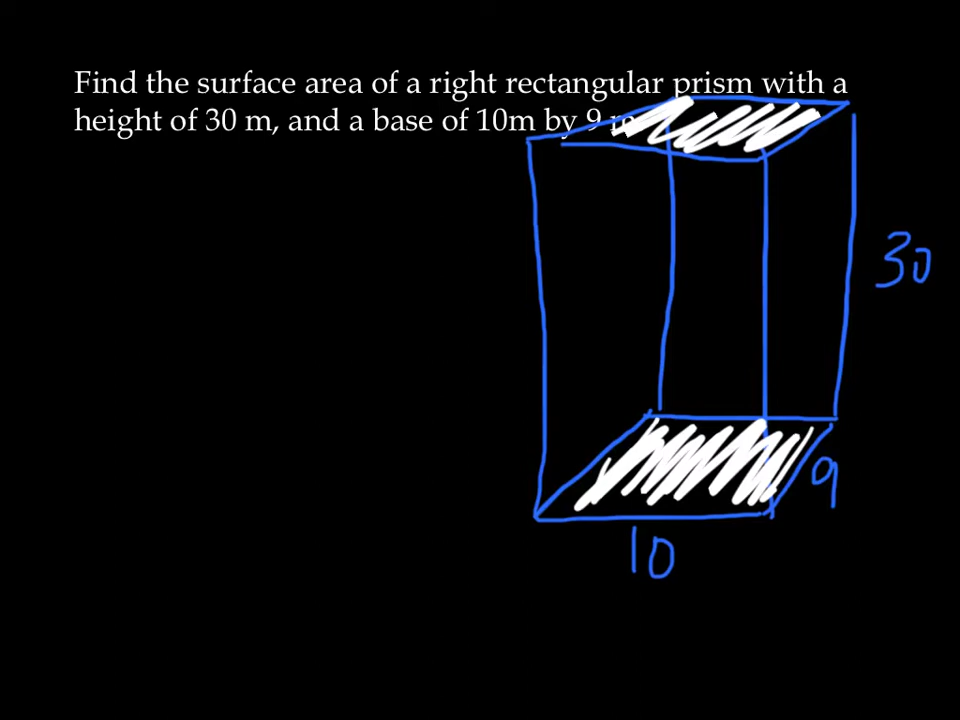 Find the surface area of a right rectangular prism with a
height of 30 m, and a base of 10m by 9 m
30
9
10